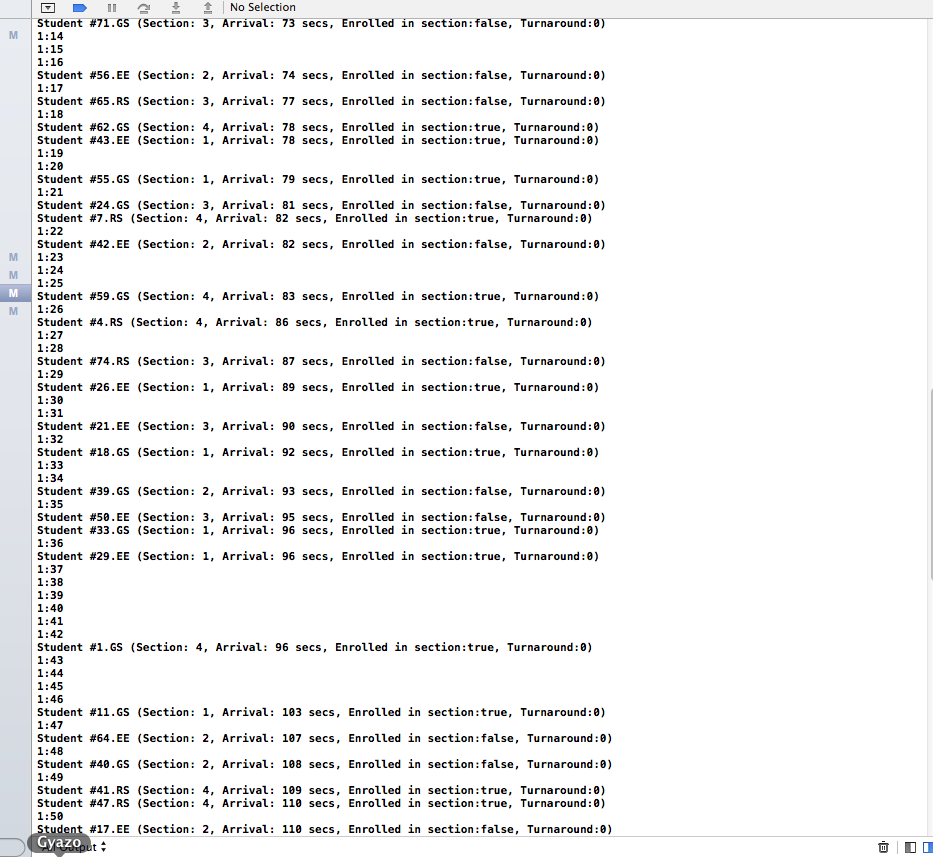 No Selection
Student #71.GS (Section: 3, Arrival: 73 secs, Enrolled in section:false, Turnaround:0)
1:14
1:15
1:16
Student #56.EE (Section: 2, Arrival: 74 secs, Enrolled in section:false, Turnaround:0)
1:17
Student #65.RS (Section: 3, Arrival: 77 secs, Enrolled in section:false, Turnaround:0)
1:18
Student #62.GS (Section: 4, Arrival: 78 secs, Enrolled in section:true, Turnaround:0)
Student #43.EE (Section: 1, Arrival: 78 secs, Enrolled in section:true, Turnaround:0)
1:19
1:20
Student #55.GS (Section: 1, Arrival: 79 secs, Enrolled in section:true, Turnaround:0)
1:21
Student #24.GS (Section: 3, Arrival: 81 secs, Enrolled in section:false, Turnaround:0)
Student #7.RS (Section: 4, Arrival: 82 secs, Enrolled in section:true, Turnaround:0)
1:22
Student #42.EE (Section: 2, Arrival: 82 secs, Enrolled in section:false, Turnaround:0)
1:23
1:24
1:25
Student #59.GS (Section: 4, Arrival: 83 secs, Enrolled in section:true, Turnaround:0)
1:26
Student #4.RS (Section: 4, Arrival: 86 secs, Enrolled in section:true, Turnaround:0)
1:27
1:28
Student #74.RS (Section: 3, Arrival: 87 secs, Enrolled in section:false, Turnaround:0)
1:29
Student #26.EE (Section: 1, Arrival: 89 secs, Enrolled in section:true, Turnaround:0)
1:30
1:31
Student #21.EE (Section: 3, Arrival: 90 secs, Enrolled in section:false, Turnaround:0)
1:32
Student #18.GS (Section: 1, Arrival: 92 secs, Enrolled in section:true, Turnaround:0)
1:33
1:34
Student #39.GS (Section: 2, Arrival: 93 secs, Enrolled in section:false, Turnaround:0)
1:35
Student #50.EE (Section: 3, Arrival: 95 secs, Enrolled in section:false, Turnaround:0)
Student #33.GS (Section: 1, Arrival: 96 secs, Enrolled in section:true, Turnaround:0)
1:36
Student #29.EE (Section: 1, Arrival: 96 secs, Enrolled in section:true, Turnaround:0)
1:37
1:38
1:39
1:40
1:41
1:42
Student #1.GS (Section: 4, Arrival: 96 secs, Enrolled in section:true, Turnaround:0)
1:43
1:44
1:45
1:46
Student #11.GS (Section: 1, Arrival: 103 secs, Enrolled in section:true, Turnaround:0)
1:47
Student #64.EE (Section: 2, Arrival: 107 secs, Enrolled in section:false, Turnaround:0)
1:48
Student #40.GS (Section: 2, Arrival: 108 secs, Enrolled in section:false, Turnaround:0)
1:49
Student #41.RS (Section: 4, Arrival: 109 secs, Enrolled in section:true, Turnaround:0)
Student #47.RS (Section: 4, Arrival: 110 secs, Enrolled in section:true, Turnaround:0)
1:50
Student #17.EE (Section: 2, Arrival: 110 secs, Enrolled in section:false, Turnaround:0)
M
M
M
M
M
Gyazo
Output